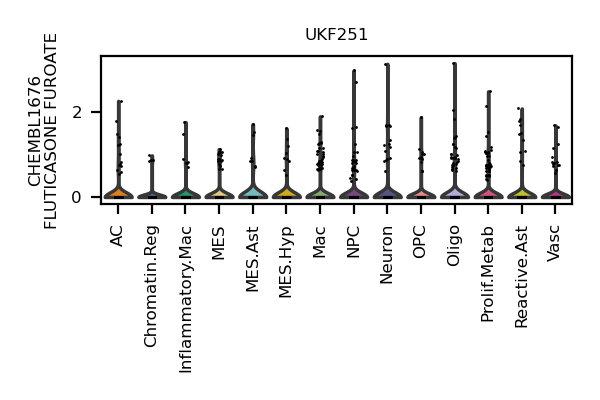 UKF251
CHEMBL1676
FLUTICASONE FUROATE
2
0
AC
Chromatin.Reg
Inflammatory.Mac
MES
MES.Ast
MES.Hyp
Mac
NPC
Neuron
OPC
Oligo
Prolif.Metab
Reactive.Ast
Vasc